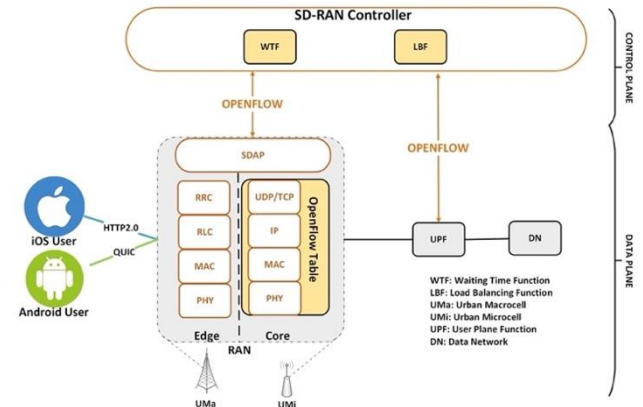 SD-RAN Controller
WTF
LBF
CONTROL PLANE
OPENFLOW
OPENFLOW
SDAP
RRC
UDP/TCP
RLC
IP
MAC
MAC
PHY
PHY
OpenFlow Table
HTTP2.0
iOS User
QUIC
Android User
UPF
DN
DATA PLANE
WTF: Waiting Time Function
LBF: Load Balancing Function
UMa: Urban Macrocell
UMi: Urban Microcell
UPF: User Plane Function
DN: Data Network
Edge
Core
RAN
UMa
UMi